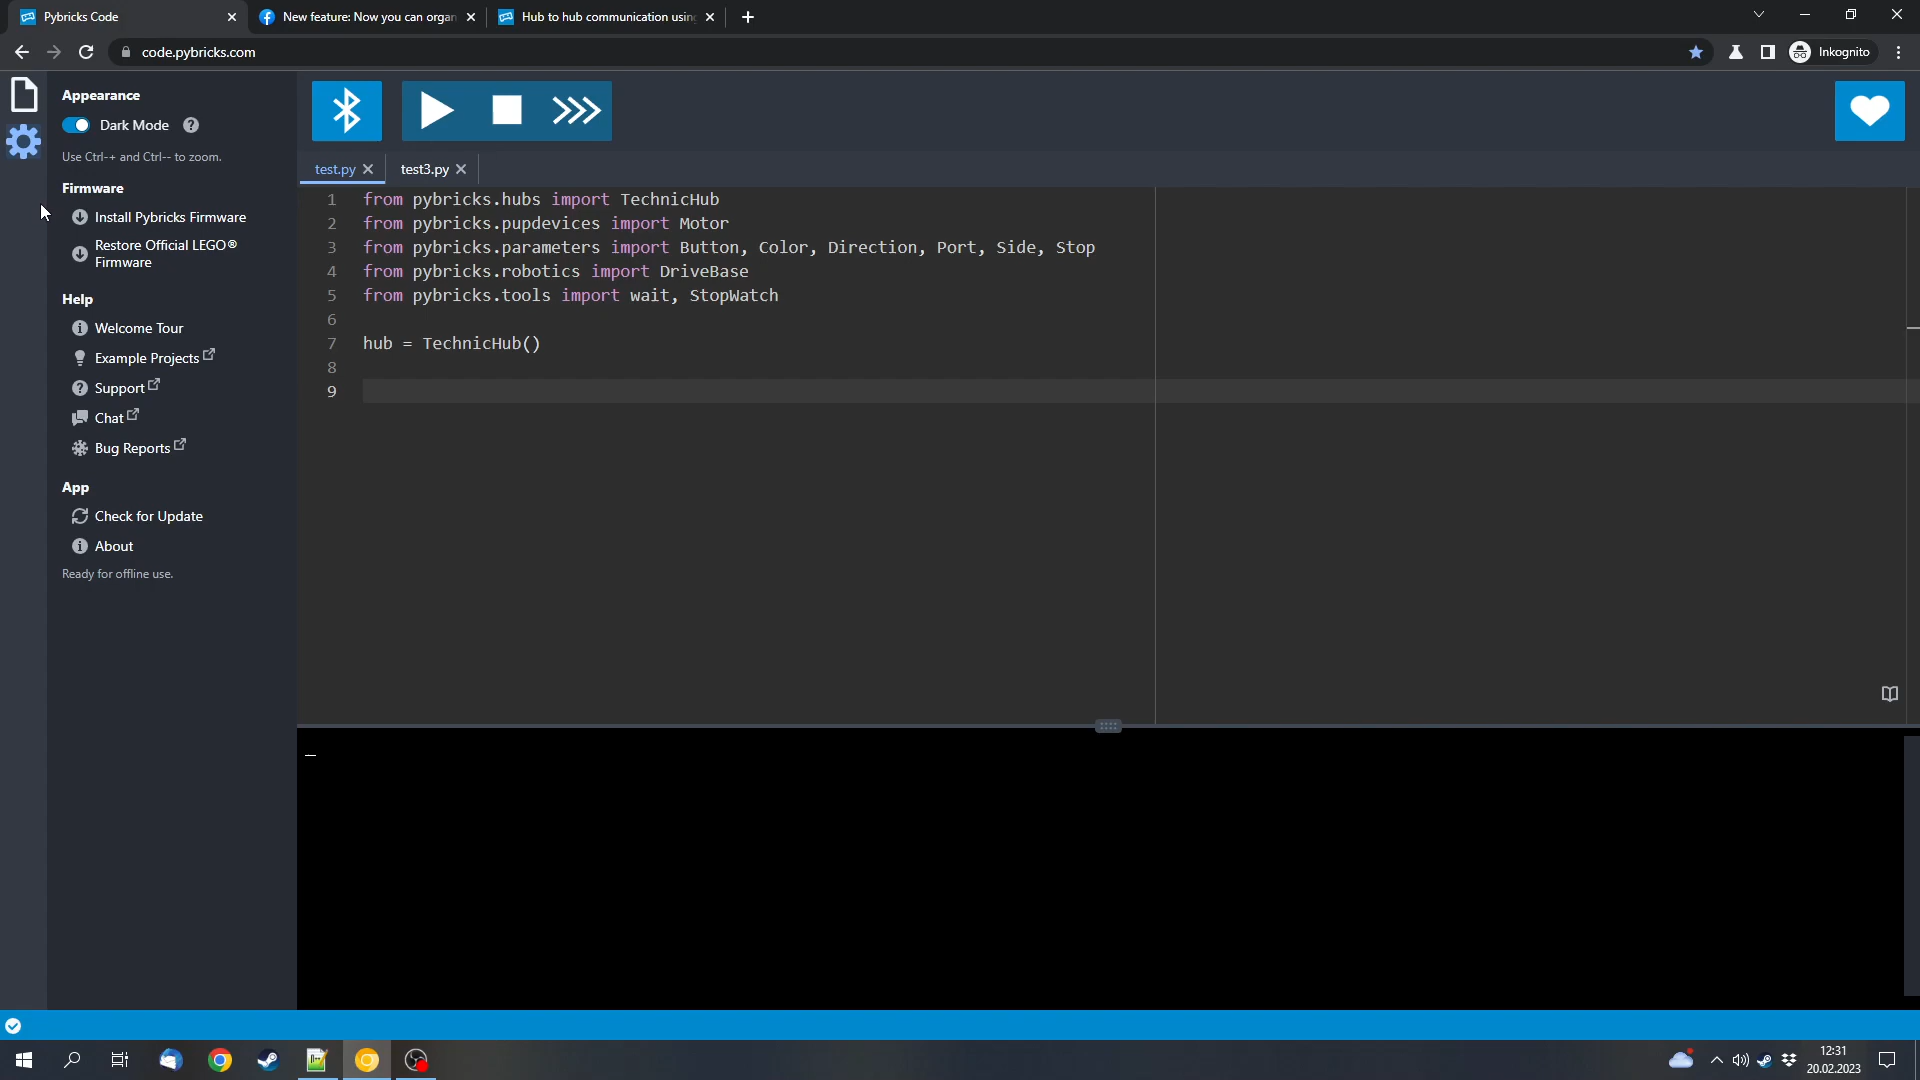 Pybricks Code
New feature: Now you can organ
Hub to hub communication using
code.pybricks.com
Inkognito
Appearance
Dark Mode
Use Ctrl-+ and Ctrl-- to zoom.
Firmware
Install Pybricks Firmware
Restore Official LEGO®
Firmware
Help
Welcome Tour
Example Projects
Support
Chat
Bug Reports
App
Check for Update
About
Ready for offline use.
test.py
test3.py
1 from pybricks.hubs import TechnicHub
2 from pybricks.pupdevices import Motor
3 from pybricks.parameters import Button, Color, Direction, Port, Side, Stop
4 from pybricks.robotics import DriveBase
5 from pybricks.tools import wait, StopWatch
6
7 hub = TechnicHub()
8
9
12:31
20.02.2023